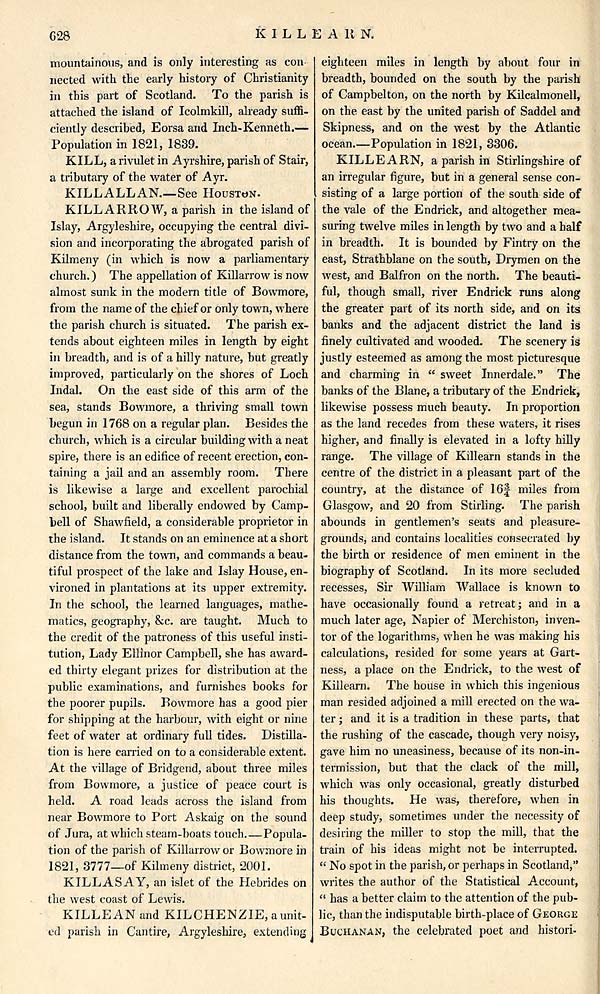 628
KILLEARN.
mountainous, and is only interesting as con-
nected with the early history of Christianity
in this part of Scotland. To the parish is
attached the island of Icolmkill, already suffi-
ciently described, Eorsa and Inch-Kenneth.—
Population in 1821, 1839.
KILL, a rivulet in Ayrshire, parish of Stair,
a tributary of the water of Ayr.
KILLALLAN.—See Houston.
KILLARROW, a parish in the island of
Islay, Argyleshire, occupying the central divi-
sion and incorporating the abrogated parish of
Kilmeny (in which is now a parliamentary
church.) The appellation of Killarrow is now
almost sunk in the modern title of Bowmore,
from the name of the chief or only town, where
the parish church is situated. The parish ex-
tends about eighteen miles in length by eight
in breadth, and is of a hilly nature, but greatly
improved, particularly on the shores of Loch
Indal. On the east side of this arm of the
sea, stands Bowmore, a thriving small town
begun in 1768 on a regular plan. Besides the
church, which is a circular building with a neat
spire, there is an edifice of recent erection, con-
taining a jail and an assembly room. There
is likewise a large and excellent parochial
school, built and liberally endowed by Camp-
bell of Shawfield, a considerable proprietor in
the island. It stands on an eminence at a short
distance from the town, and commands a beau-
tiful prospect of the lake and Islay House, en-
vironed in plantations at its upper extremity.
In the school, the learned languages, mathe-
matics, geography, &c. are taught. Much to
the credit of the patroness of this useful insti-
tution, Lady Ellinor Campbell, she has award-
ed thirty elegant prizes for distribution at the
public examinations, and furnishes books for
the poorer pupils. Bowmore has a good pier
for shipping at the harbour, with eight or nine
feet of water at ordinary full tides. Distilla-
tion is here carried on to a considerable extent.
At the village of Bridgend, about three miles
from Bowmore, a justice of peace court is
held. A road leads across the island from
near Bowmore to Port Askaig on the sound
of Jura, at which steam-boats touch.—Popula-
tion of the parish of Killarrow or Bowmore in
1821, 3777—of Kilmeny district, 2001.
KILLASAY, an islet of the Hebrides on
the west coast of Lewis.
KILLEAN and KILCHENZIE, a unit-
ed parish in Cantire, Argyleshire, extending
eighteen miles in length by about four in
breadth, bounded on the south by the parish
of Campbelton, on the north by Kilcalmonell,
on the east by the united parish of Saddel and
Skipness, and on the west by the Atlantic
ocean.—Population in 1821, 3306.
KILLEARN, a parish in Stirlingshire of
an irregular figure, but in a general sense con-
sisting of a large portion of the south side of
the vale of the Endrick, and altogether mea-
suring twelve miles in length by two and a half
in breadth. It is bounded by Fintry on the
east, Strathblane on the south, Drymen on the
west, and Balfron on the north. The beauti-
ful, though small, river Endrick runs along
the greater part of its north side, and on its
banks and the adjacent district the land is
finely cultivated and wooded. The scenery is
justly esteemed as among the most picturesque
and charming in " sweet Innerdale." The
banks of the Blane, a tributary of the Endrick,
likewise possess much beauty. In proportion
as the land recedes from these waters, it rises
higher, and finally is elevated in a lofty hilly
range. The village of Killearn stands in the
centre of the district in a pleasant part of the
country, at the distance of 16¾ miles from
Glasgow, and 20 from Stirling. The parish
abounds in gentlemen's seats and pleasure-
grounds, and contains localities consecrated by
the birth or residence of men eminent in the
biography of Scotland. In its more secluded
recesses, Sir William Wallace is known to
have occasionally found a retreat; and in a
much later age, Napier of Merchiston, inven-
tor of the logarithms, when he was making his
calculations, resided for some years at Gart-
ness, a place on the Endrick, to the west of
Killearn. The house in which this ingenious
man resided adjoined a mill erected on the wa-
ter; and it is a tradition in these parts, that
the rushing of the cascade, though very noisy,
gave him no uneasiness, because of its non-in-
termission, but that the clack of the mill,
which was only occasional, greatly disturbed
his thoughts. He was, therefore, when in
deep study, sometimes under the necessity of
desiring the miller to stop the mill, that the
train of his ideas might not be interrupted.
" No spot in the parish, or perhaps in Scotland,"
writes the author of the Statistical Account,
" has a better claim to the attention of the pub-
lic, than the indisputable birth-place of George
Buchanan, the celebrated poet and histori-